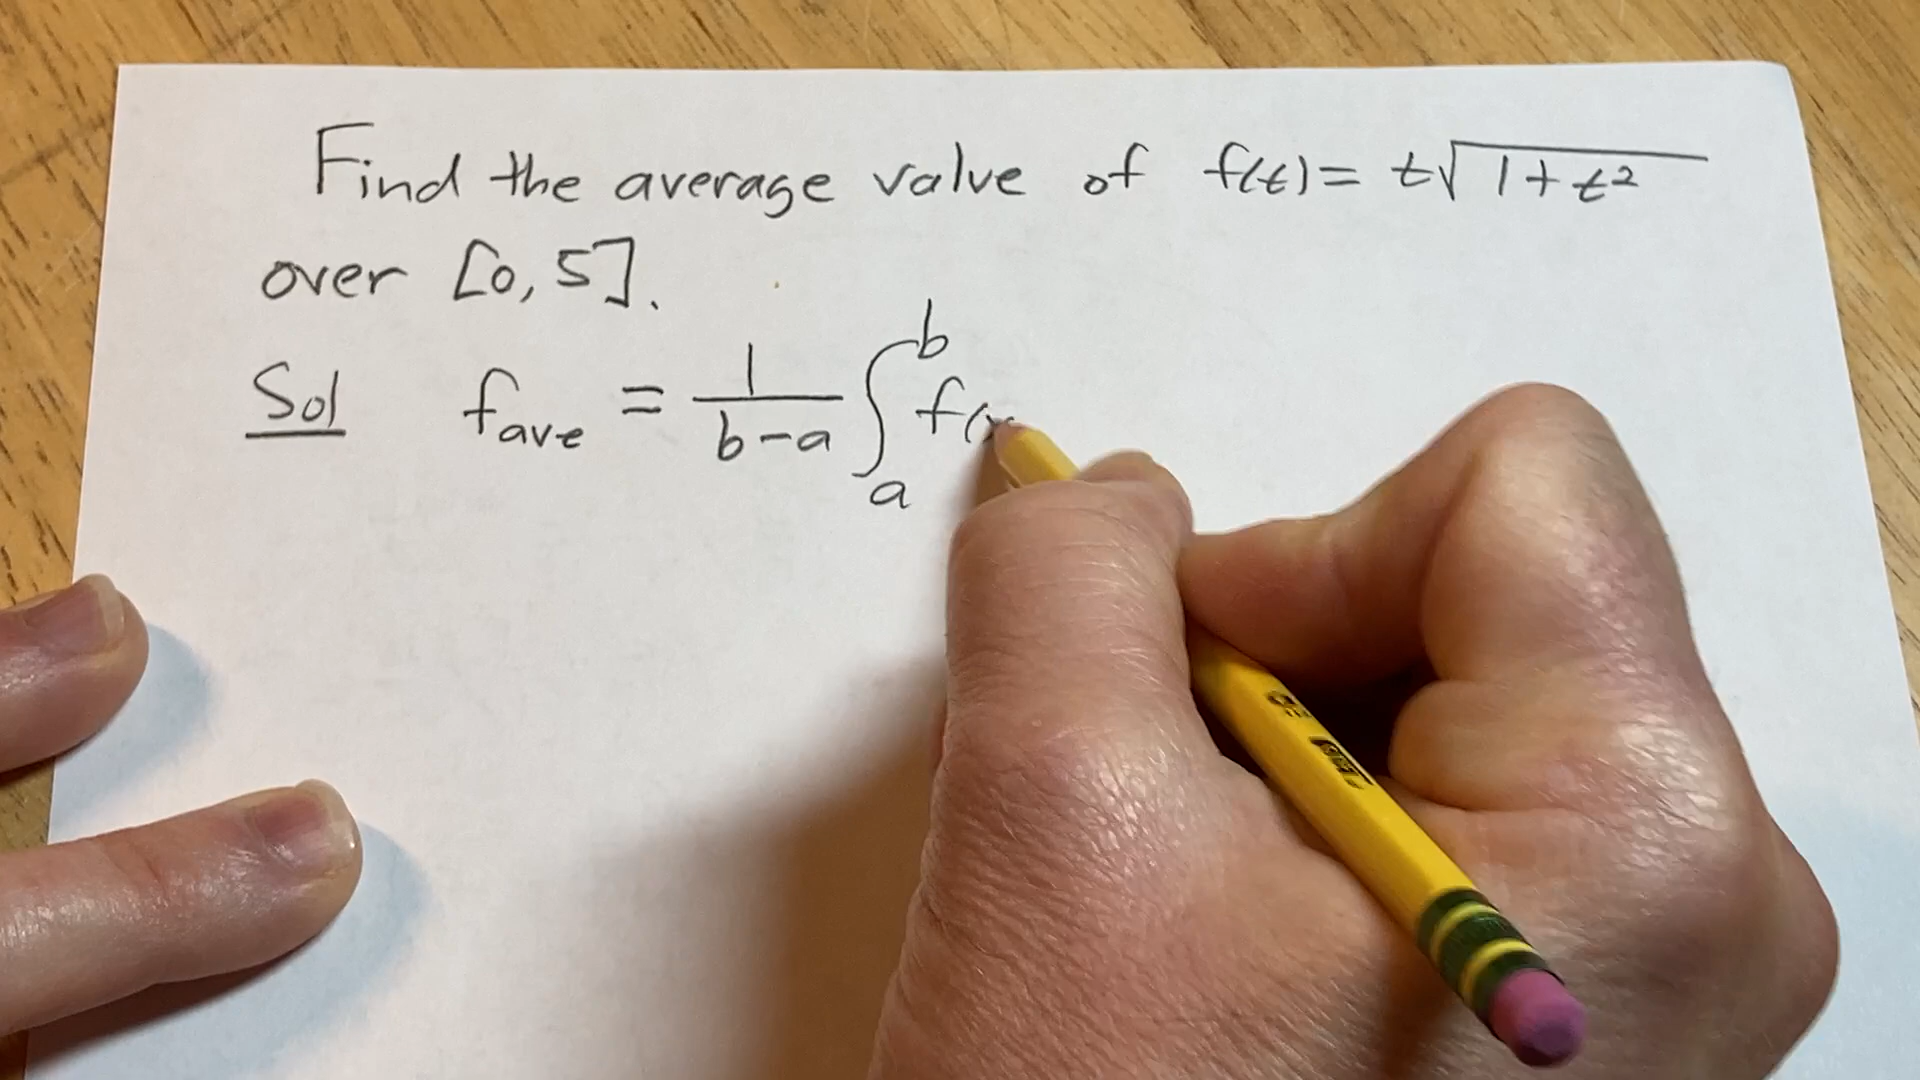 Find the average value of f(t) = t√(1+t²)
over [0,5].
Sol f_ave = 1/(b-a) ∫_a^b f(x